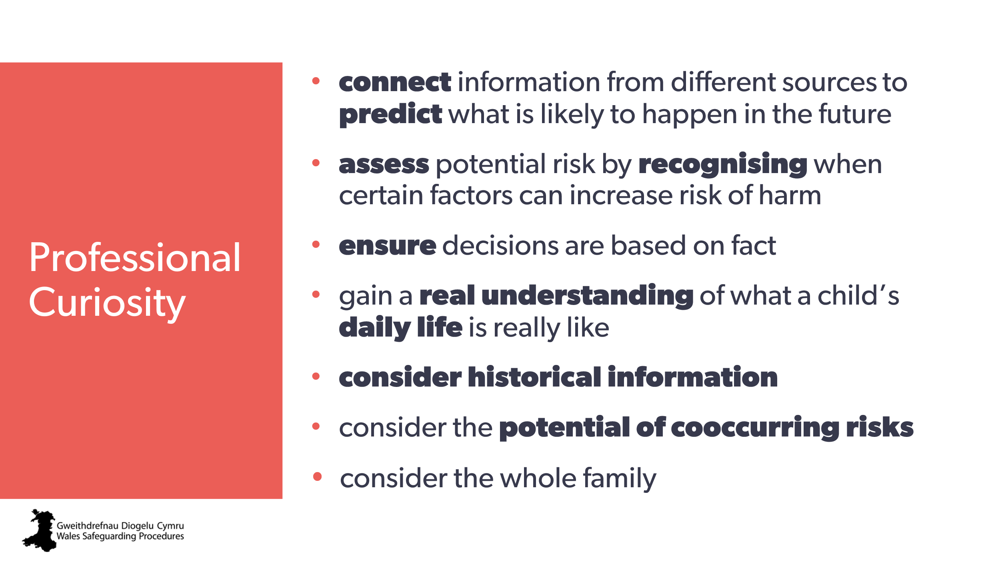 Professional
Curiosity
• connect information from different sources to
predict what is likely to happen in the future
• assess potential risk by recognising when
certain factors can increase risk of harm
• ensure decisions are based on fact
• gain a real understanding of what a child’s
daily life is really like
• consider historical information
• consider the potential of cooccurring risks
• consider the whole family
Gweithdrefnau Diogelu Cymru
Wales Safeguarding Procedures